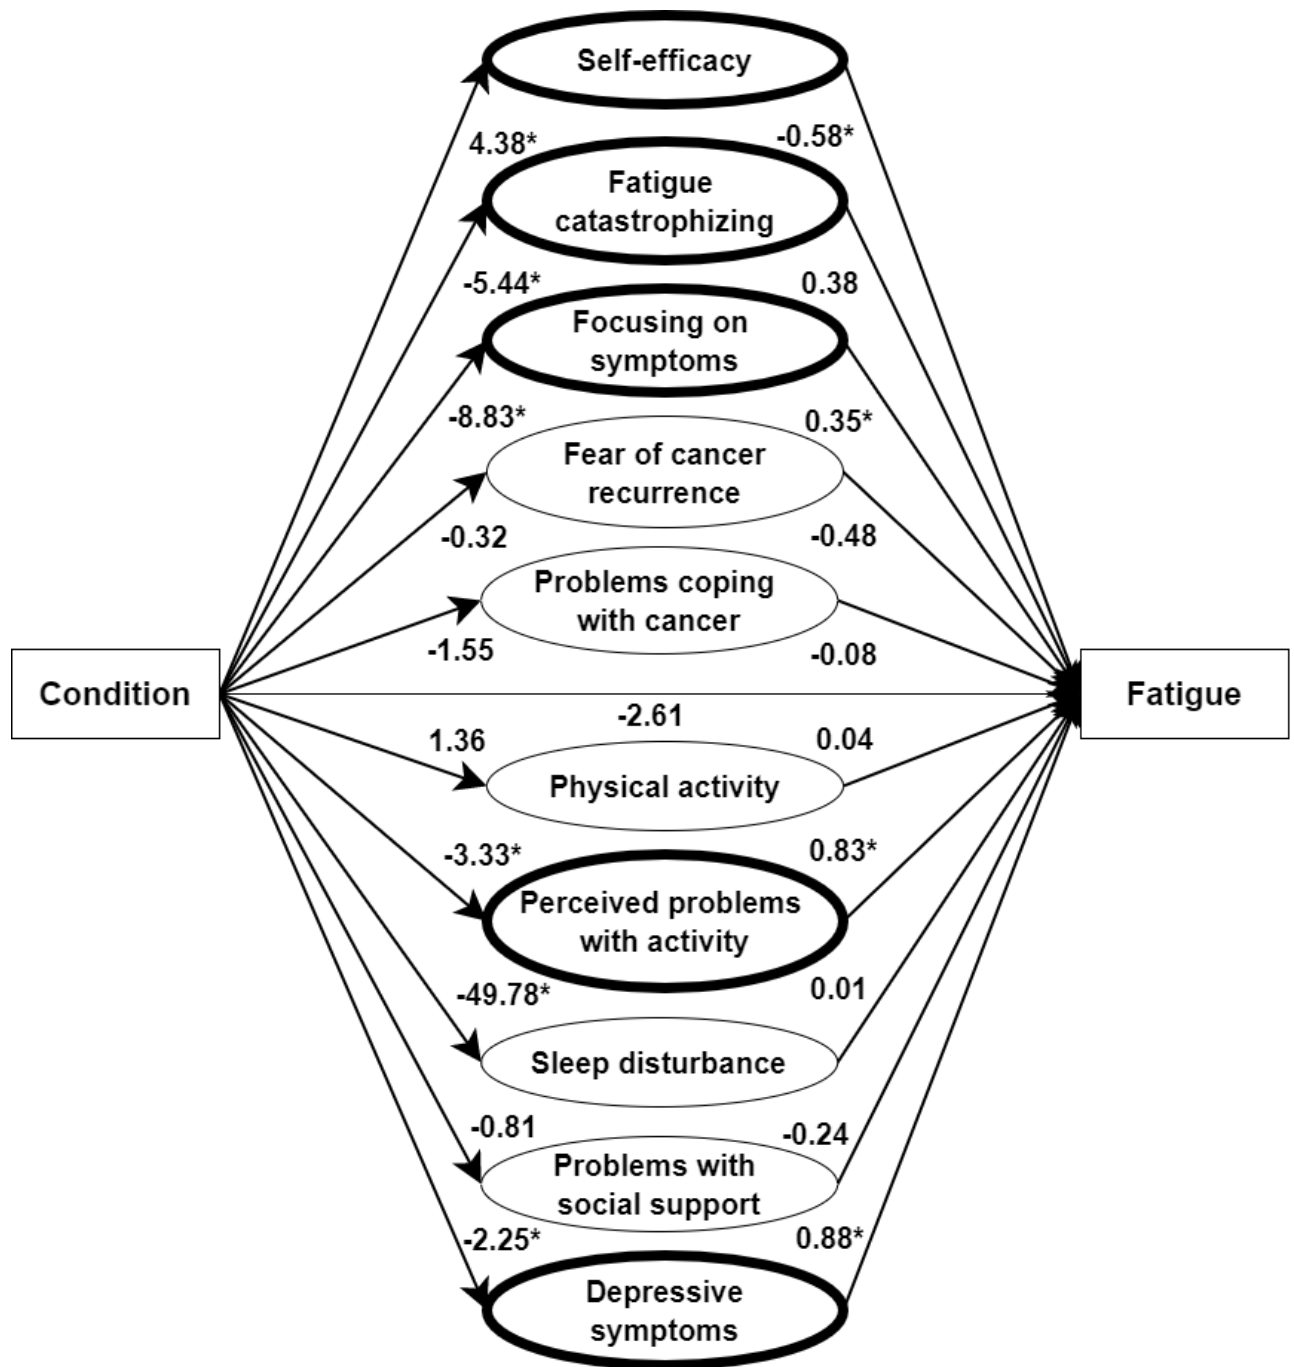 Self-efficacy
4.38*
-0.58*
Fatigue
catastrophizing
-5.44*
0.38
Focusing on
symptoms
-8.83*
0.35*
Fear of cancer
recurrence
-0.32
-0.48
Problems coping
with cancer
-1.55
-0.08
Condition
Fatigue
-2.61
1.36
0.04
Physical activity
-3.33*
0.83*
Perceived problems
with activity
-49.78*
0.01
Sleep disturbance
-0.81
-0.24
Problems with
social support
-2.25*
0.88*
Depressive
symptoms